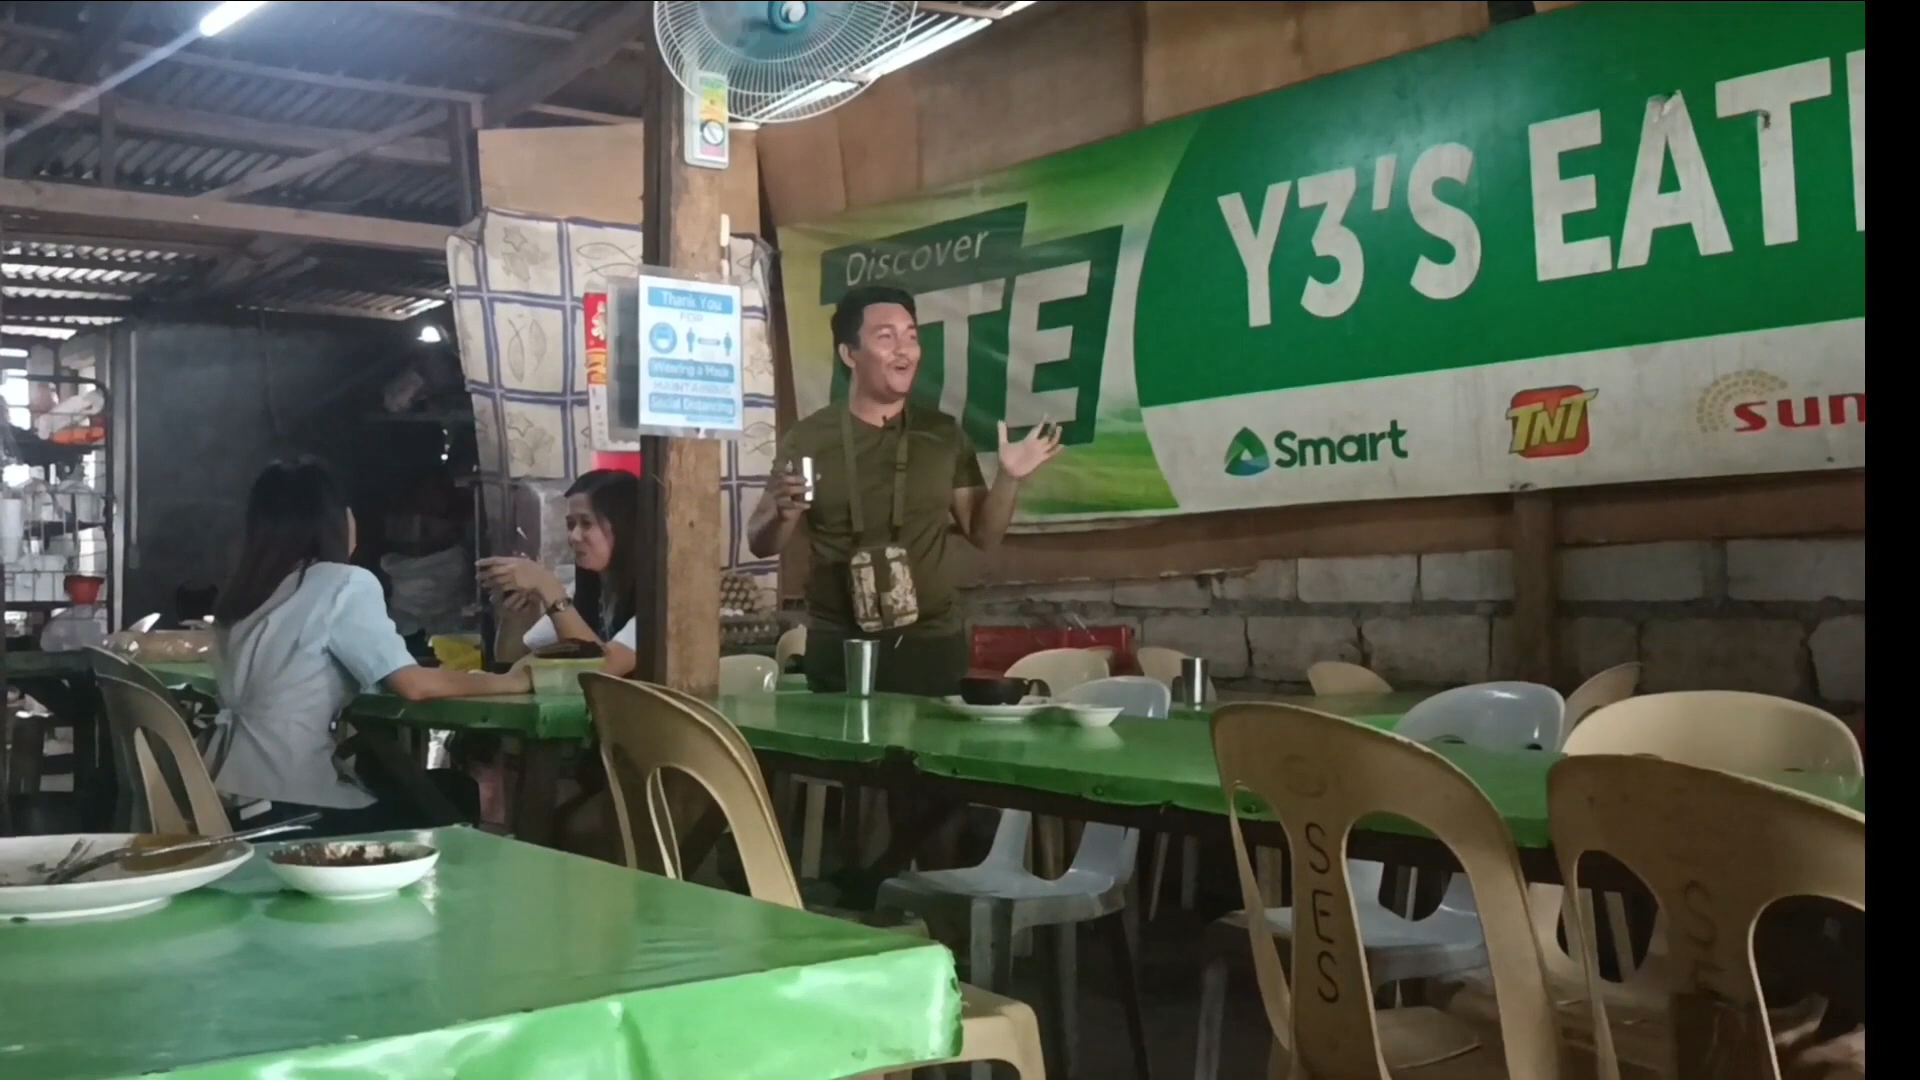 Discover
TE
Y3'S EAT
Smart
TNT
sun
Thank You
FOR
Wearing a Mask
MAINTAINING
Social Distancing
SES